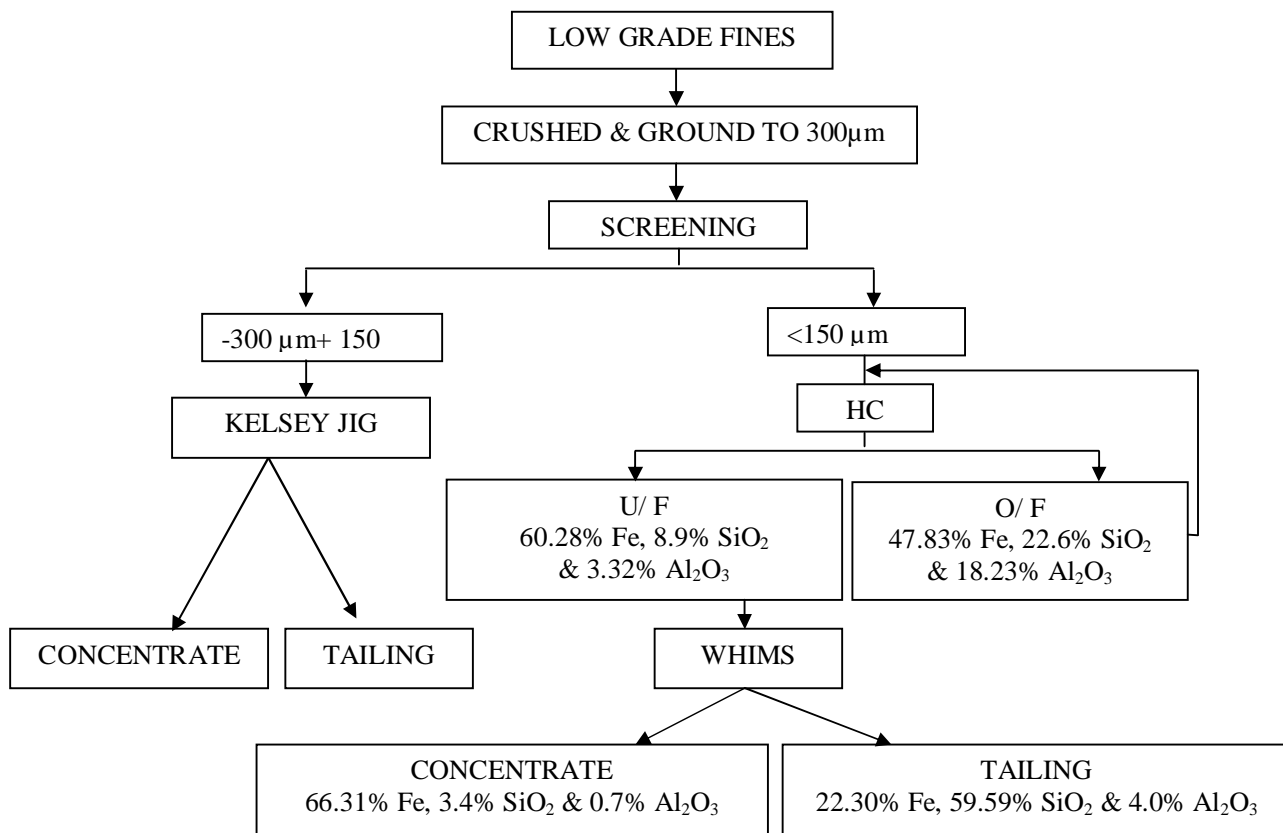 LOW GRADE FINES
CRUSHED & GROUND TO 300µm
SCREENING
-300 µm+ 150
<150 µm
KELSEY JIG
HC
U/ F
60.28% Fe, 8.9% SiO₂
& 3.32% Al₂O₃
O/ F
47.83% Fe, 22.6% SiO₂
& 18.23% Al₂O₃
CONCENTRATE
TAILING
WHIMS
CONCENTRATE
66.31% Fe, 3.4% SiO₂ & 0.7% Al₂O₃
TAILING
22.30% Fe, 59.59% SiO₂ & 4.0% Al₂O₃